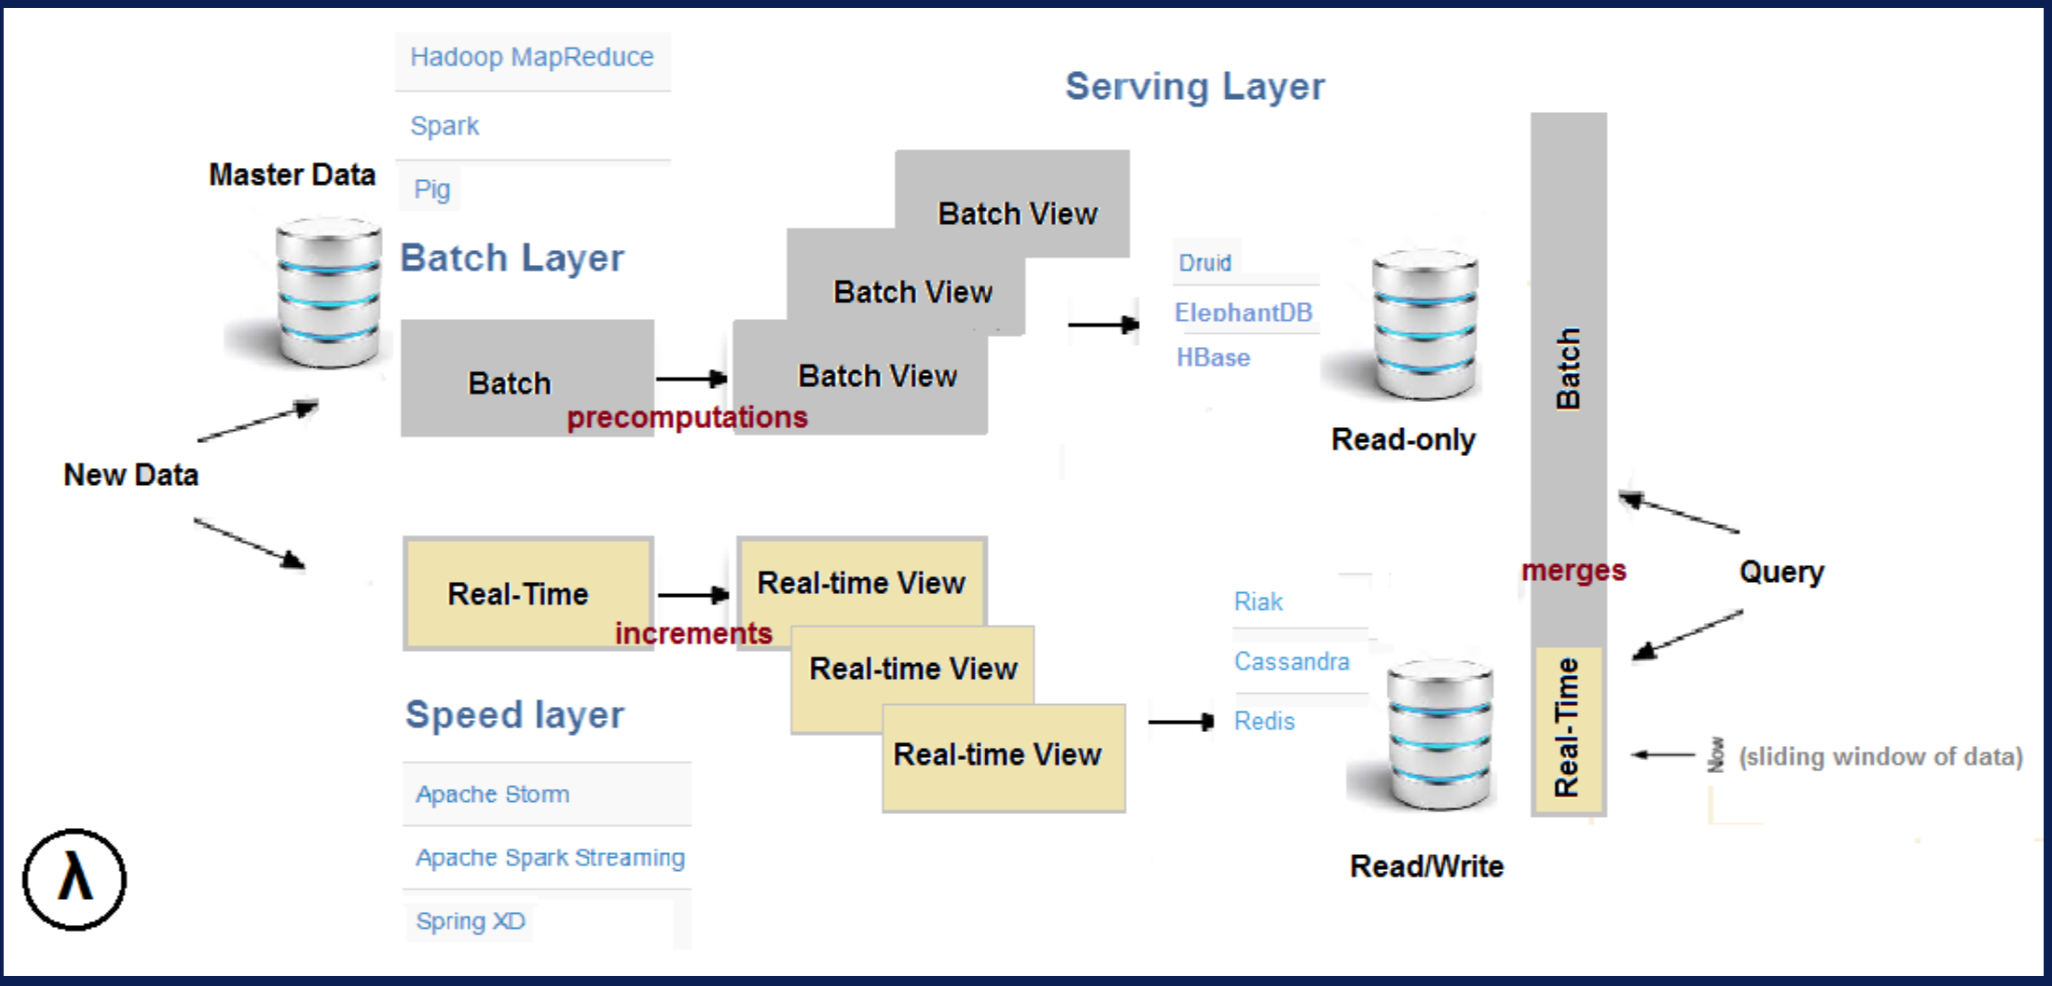 Hadoop MapReduce
Spark
Pig
Master Data
Batch Layer
Batch
precomputations
Batch View
Batch View
Batch View
Serving Layer
Druid
ElephantDB
HBase
Read-only
New Data
Real-Time
increments
Real-time View
Real-time View
Real-time View
Speed layer
Apache Storm
Apache Spark Streaming
Spring XD
Riak
Cassandra
Redis
Read/Write
Batch
merges
Real-Time
Query
Now (sliding window of data)
λ